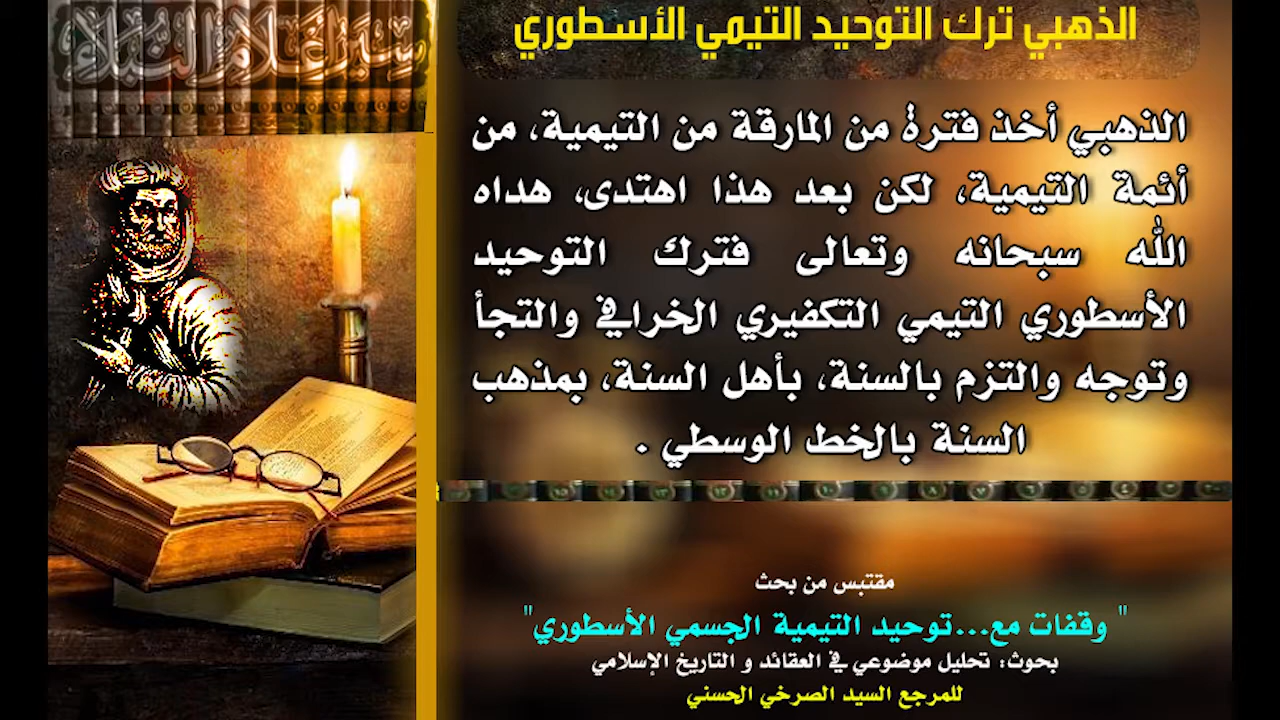 سير أعلام النبلاء
الذهبي ترك التوحيد التيمي الأسطوري
الذهبي أخذ فترة من المارقة من التيمية، من
أئمة التيمية، لكن بعد هذا اهتدى، هداه
الله سبحانه وتعالى فترك التوحيد
الأسطوري التيمي التكفيري الخرافي والتجأ
وتوجه والتزم بالسنة، بأهل السنة، بمذهب
السنة بالخط الوسطي .
مقتبس من بحث
" وقفات مع...توحيد التيمية الجسمي الأسطوري"
بحوث: تحليل موضوعي في العقائد و التاريخ الإسلامي
للمرجع السيد الصرخي الحسني